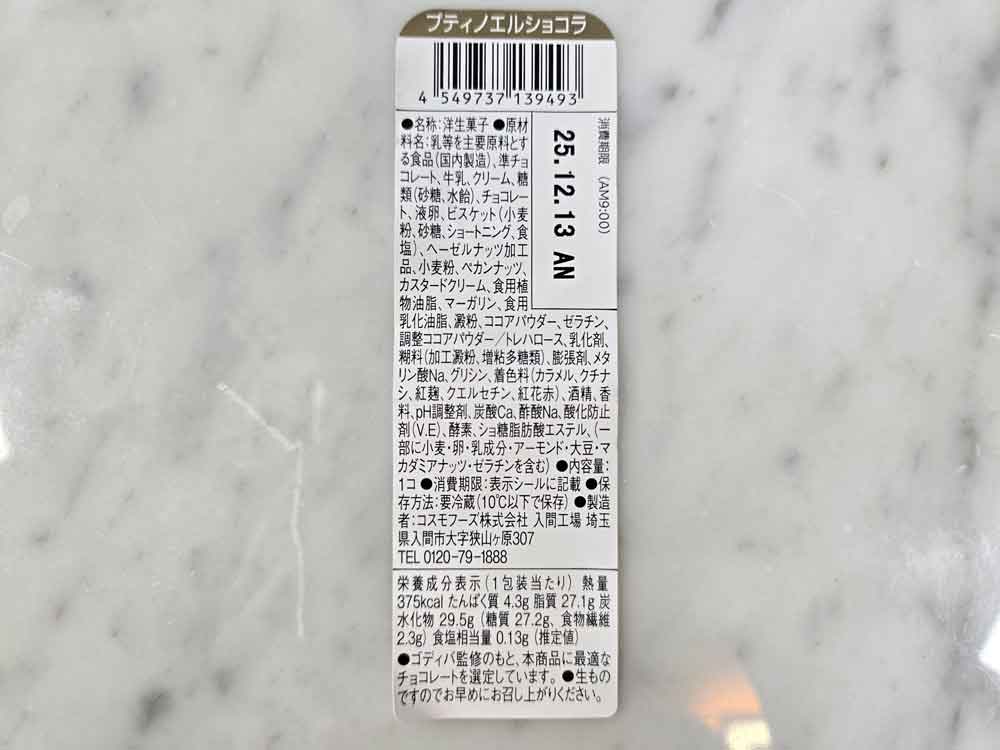 プティノエルショコラ
4 549737 139493
●名称:洋生菓子 ●原材
料名:乳等を主要原料とす
る食品(国内製造)、準チョ
コレート、牛乳、クリーム、糖
類(砂糖、水飴)、チョコレー
ト、液卵、ビスケット(小麦
粉、砂糖、ショートニング、食
塩)、ヘーゼルナッツ加工
品、小麦粉、ペカンナッツ、
カスタードクリーム、食用植
物油脂、マーガリン、食用
乳化油脂、澱粉、ココアパウダー、ゼラチン、
調整ココアパウダー/トレハロース、乳化剤、
糊料(加工澱粉、増粘多糖類)、膨張剤、メタ
リン酸Na、グリシン、着色料(カラメル、クチナ
シ、紅麹、クエルセチン、紅花赤)、酒精、香
料、pH調整剤、炭酸Ca、酢酸Na、酸化防止
剤(V.E)、酵素、ショ糖脂肪酸エステル、(一
部に小麦・卵・乳成分・アーモンド・大豆・マ
カダミアナッツ・ゼラチンを含む) ●内容量:
1コ ●消費期限:表示シールに記載 ●保
存方法:要冷蔵(10℃以下で保存) ●製造
者:コスモフーズ株式会社 入間工場 埼玉
県入間市大字狭山ヶ原307
TEL 0120-79-1888
消費期限 (AM9:00)
25.12.13 AN
栄養成分表示(1包装当たり) 熱量
375kcal たんぱく質 4.3g 脂質 27.1g 炭
水化物 29.5g (糖質 27.2g、食物繊維
2.3g) 食塩相当量 0.13g (推定値)
●ゴディバ監修のもと、本商品に最適な
チョコレートを選定しています。●生もの
ですのでお早めにお召し上がりください。